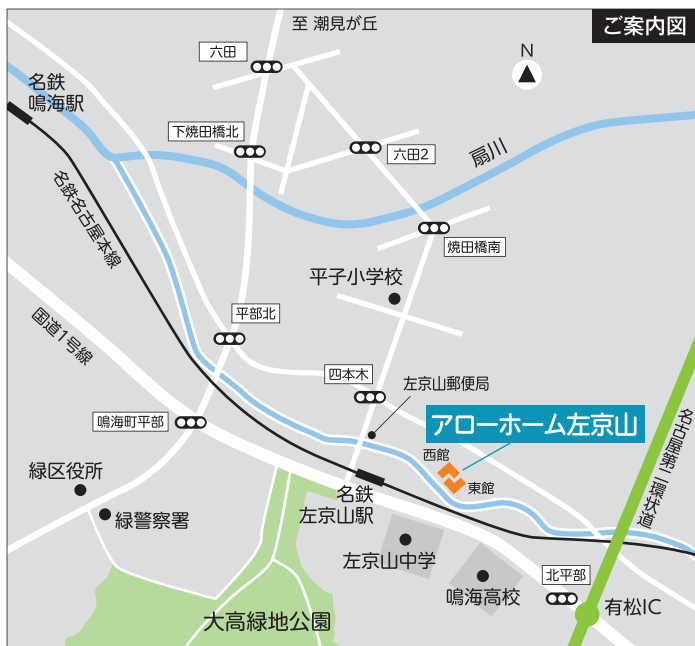 至 潮見が丘
ご案内図
六田
N
名鉄
鳴海駅
下焼田橋北
六田2
扇川
名鉄名古屋本線
焼田橋南
平子小学校
平部北
国道1号線
四本木
左京山郵便局
鳴海町平部
アローホーム左京山
名古屋第二環状道
西館
東館
緑区役所
緑警察署
名鉄
左京山駅
左京山中学
鳴海高校
北平部
有松IC
大高緑地公園